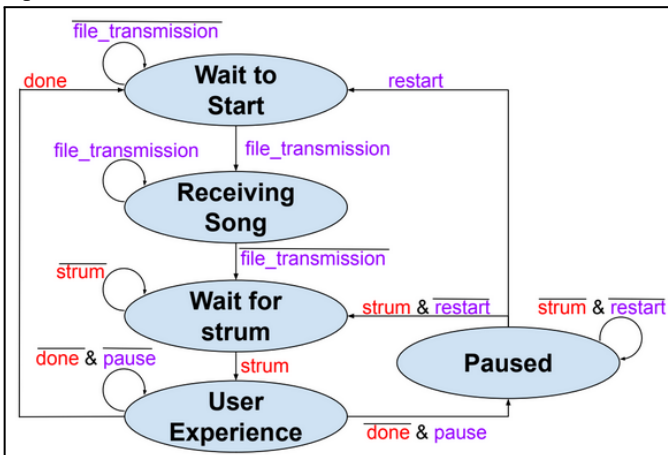 file_transmission
done
Wait to
Start
restart
file_transmission
file_transmission
Receiving
Song
file_transmission
strum
Wait for
strum
strum & restart
strum & restart
done & pause
strum
Paused
User
Experience
done & pause